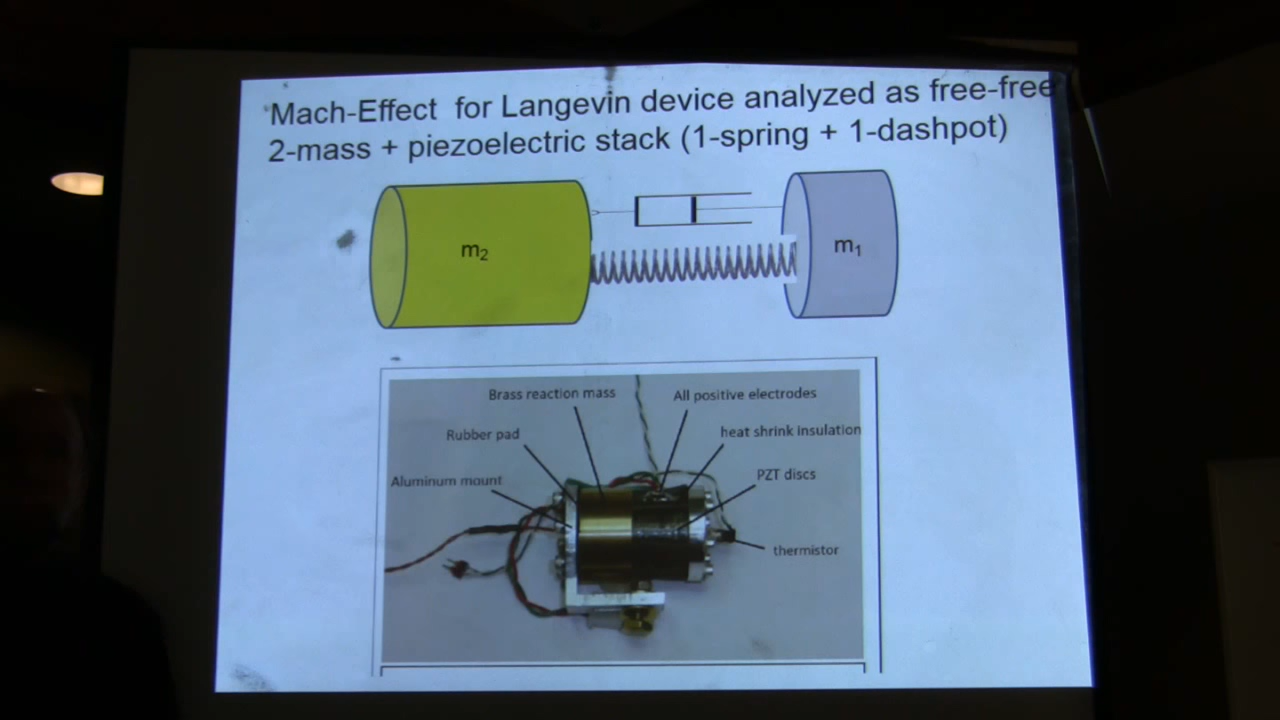 Mach-Effect for Langevin device analyzed as free-free
2-mass + piezoelectric stack (1-spring + 1-dashpot)
m₂
m₁
Brass reaction mass
All positive electrodes
Rubber pad
heat shrink insulation
Aluminum mount
PZT discs
thermistor